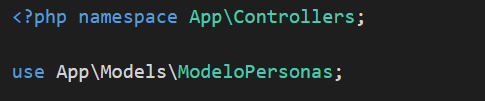 <?php namespace App\Controllers;
use App\Models\ModeloPersonas;